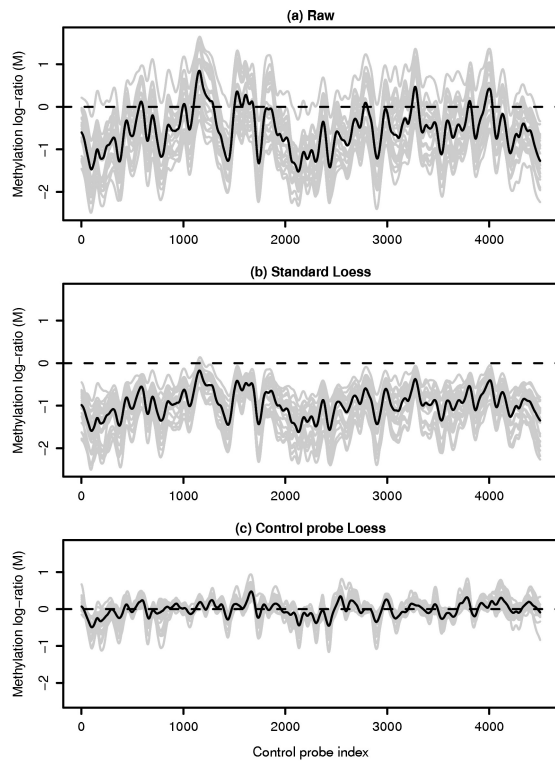 (a) Raw
Methylation log−ratio (M)
1
0
−1
−2
0 1000 2000 3000 4000
(b) Standard Loess
Methylation log−ratio (M)
1
0
−1
−2
0 1000 2000 3000 4000
(c) Control probe Loess
Methylation log−ratio (M)
1
0
−1
−2
0 1000 2000 3000 4000
Control probe index